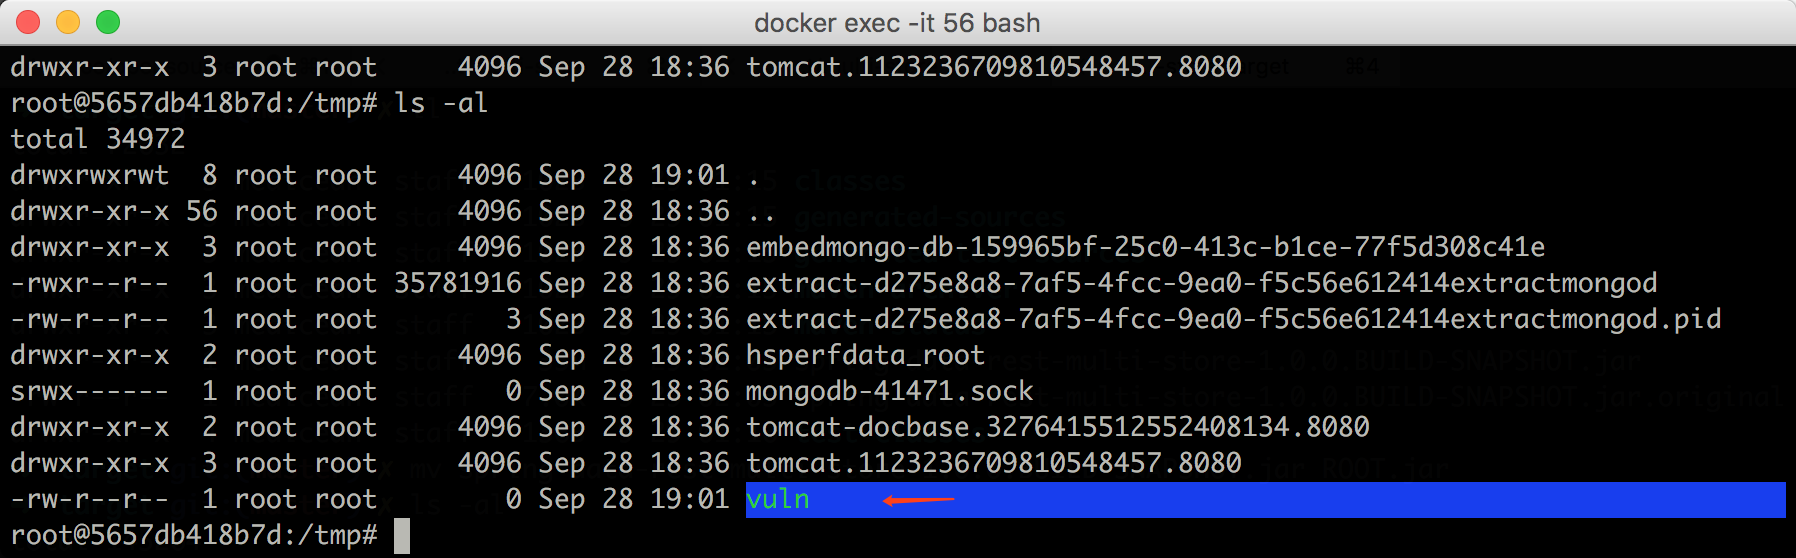 docker exec -it 56 bash
drwxr-xr-x  3 root root     4096 Sep 28 18:36 tomcat.1123236709810548457.8080
root@5657db418b7d:/tmp# ls -al
total 34972
drwxrwxrwt  8 root root     4096 Sep 28 19:01 .
drwxr-xr-x 56 root root     4096 Sep 28 18:36 ..
drwxr-xr-x  3 root root     4096 Sep 28 18:36 embedmongo-db-159965bf-25c0-413c-b1ce-77f5d308c41e
-rwxr--r--  1 root root 35781916 Sep 28 18:36 extract-d275e8a8-7af5-4fcc-9ea0-f5c56e612414extractmongod
-rw-r--r--  1 root root        3 Sep 28 18:36 extract-d275e8a8-7af5-4fcc-9ea0-f5c56e612414extractmongod.pid
drwxr-xr-x  2 root root     4096 Sep 28 18:36 hsperfdata_root
srwx------  1 root root        0 Sep 28 18:36 mongodb-41471.sock
drwxr-xr-x  2 root root     4096 Sep 28 18:36 tomcat-docbase.3276415512552408134.8080
drwxr-xr-x  3 root root     4096 Sep 28 18:36 tomcat.1123236709810548457.8080
-rw-r--r--  1 root root        0 Sep 28 19:01 vuln
root@5657db418b7d:/tmp#